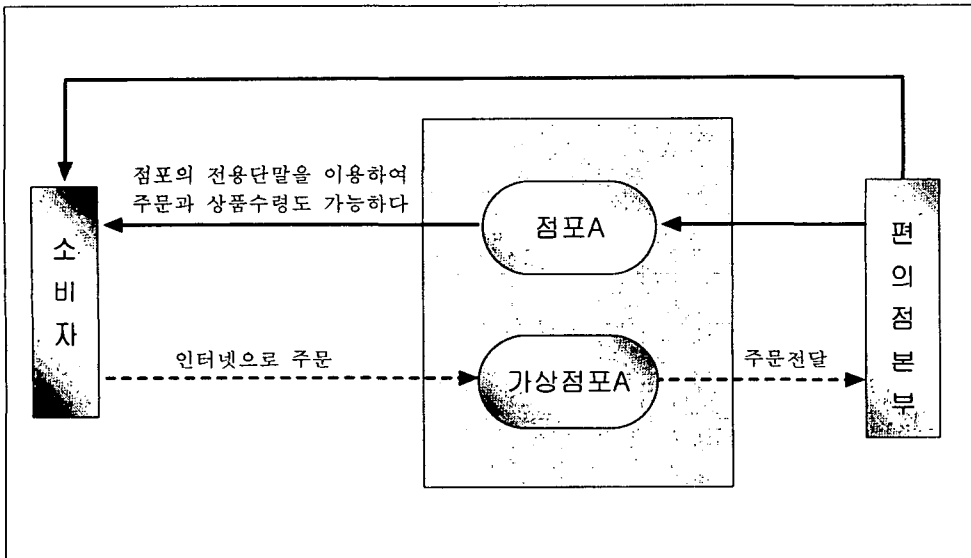 점포의 전용단말을 이용하여
주문과 상품수령도 가능하다
점포A
소비자
편의점본부
인터넷으로 주문
가상점포A
주문전달